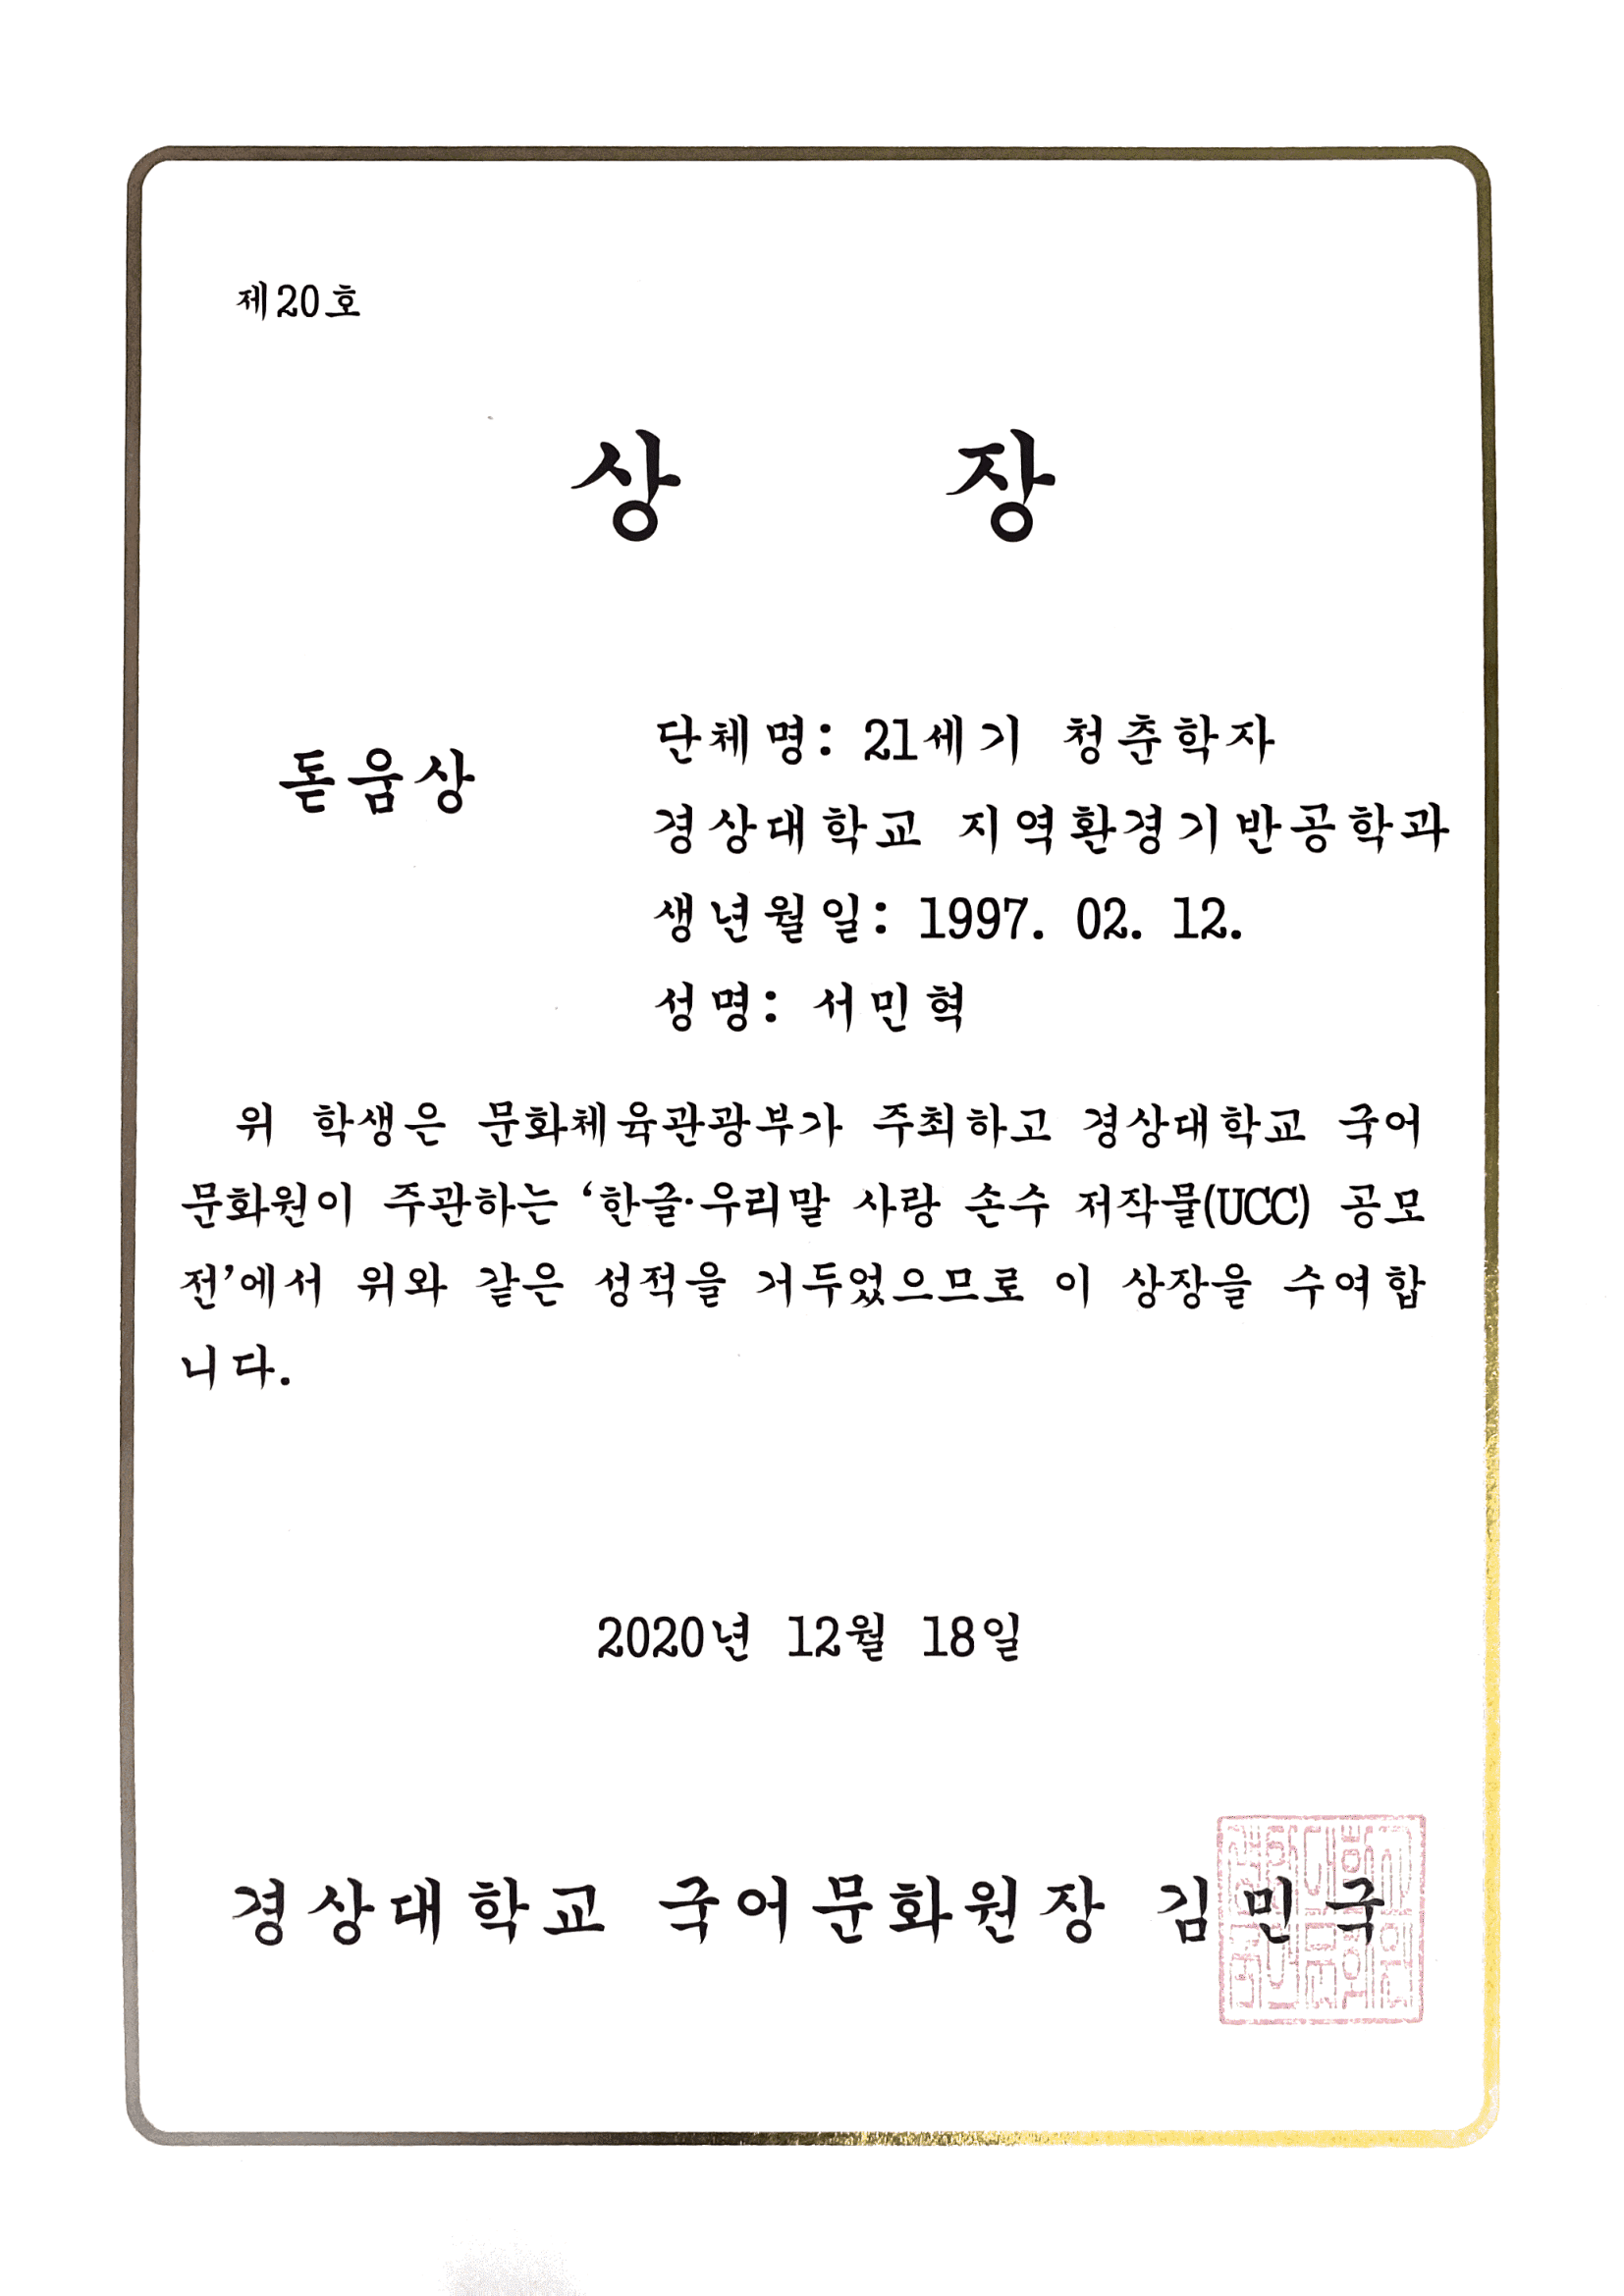 제20호
상 장
돋움상
단체명: 21세기 청춘학자
경상대학교 지역환경기반공학과
생년월일: 1997. 02. 12.
성명: 서민혁
위 학생은 문화체육관광부가 주최하고 경상대학교 국어
문화원이 주관하는 ‘한글·우리말 사랑 손수 저작물(UCC) 공모
전’에서 위와 같은 성적을 거두었으므로 이 상장을 수여합
니다.
2020년 12월 18일
경상대학교 국어문화원장 김민국